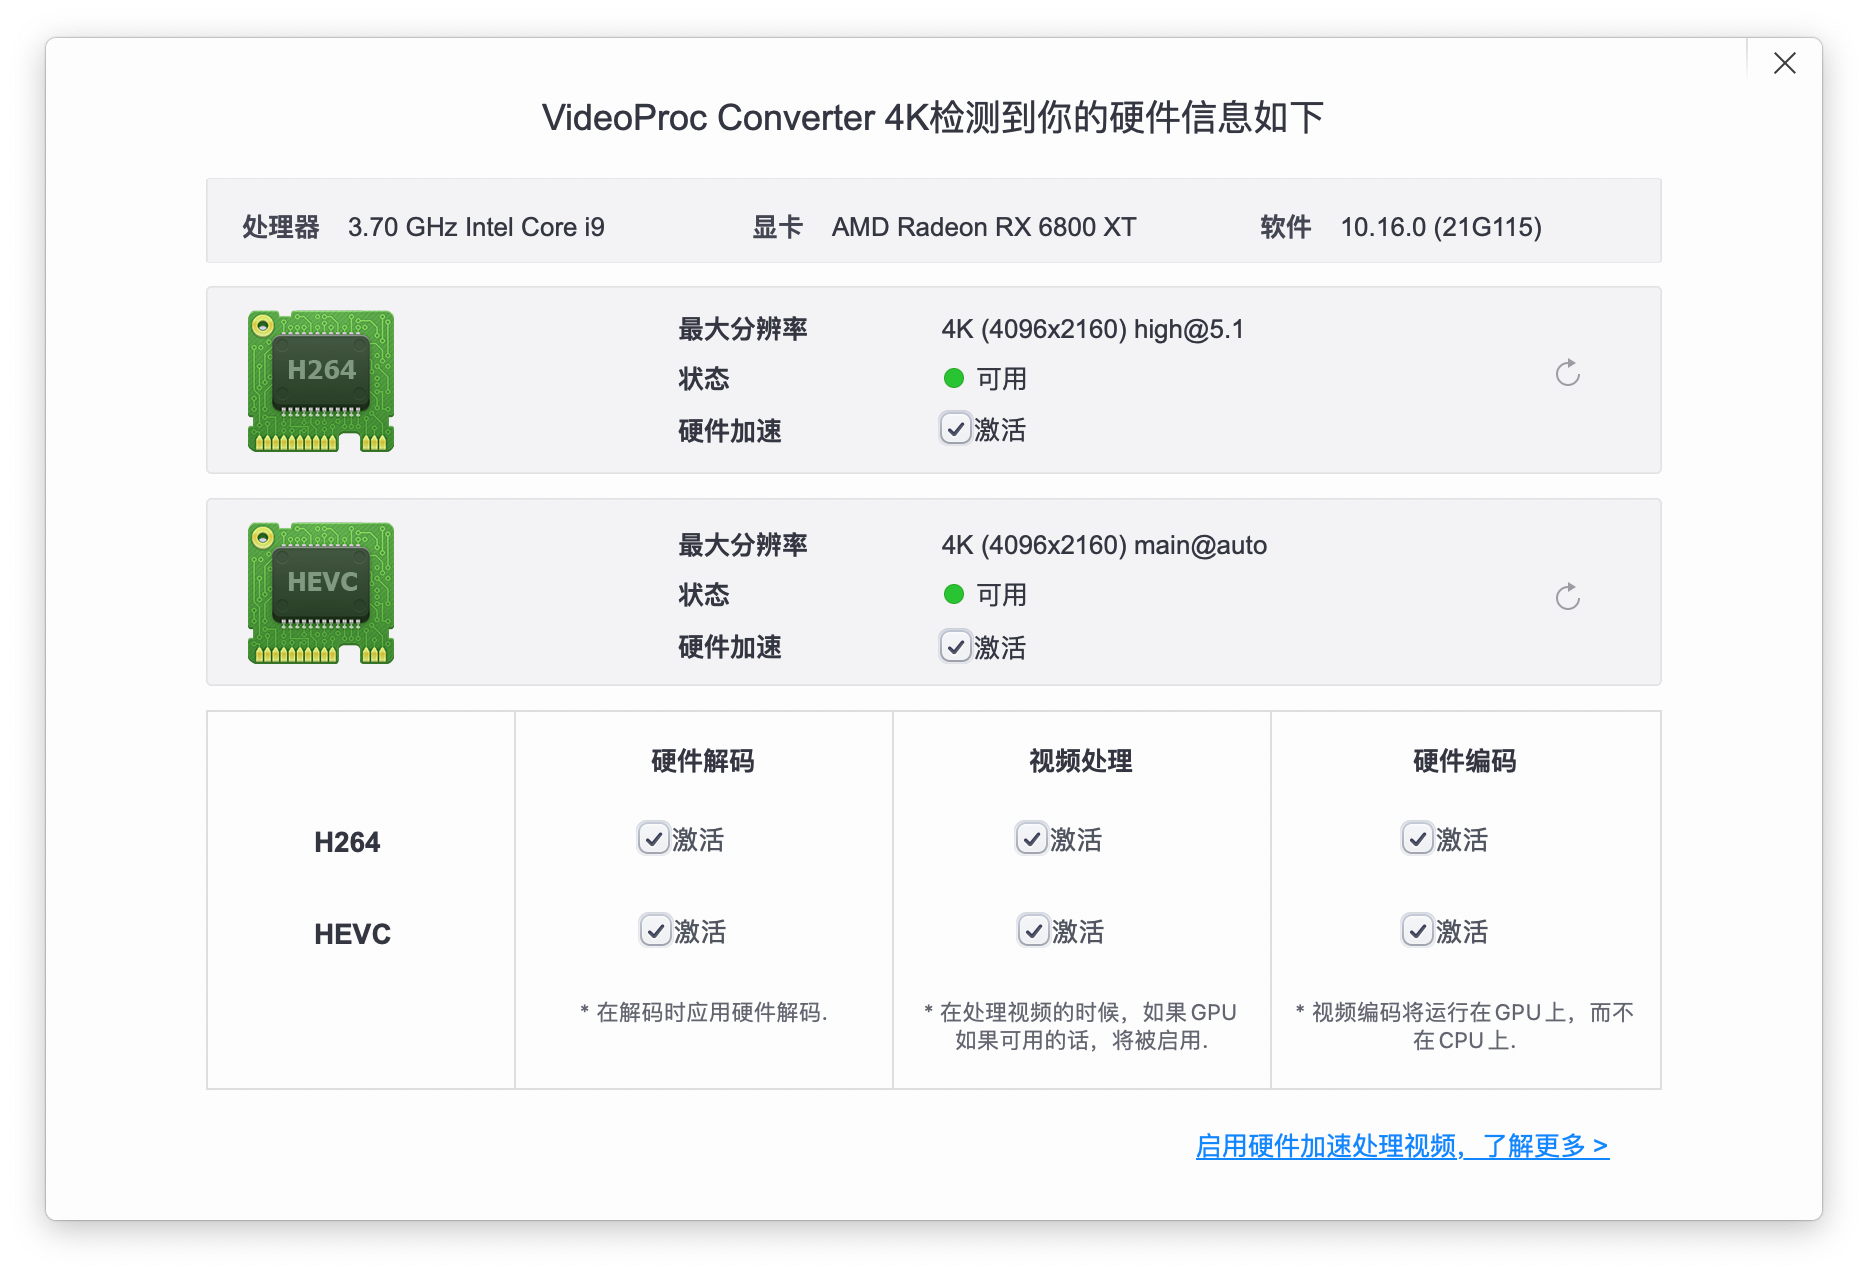 VideoProc Converter 4K检测到你的硬件信息如下
处理器 3.70 GHz Intel Core i9 显卡 AMD Radeon RX 6800 XT 软件 10.16.0 (21G115)
H264
最大分辨率 4K (4096x2160) high@5.1
状态 可用
硬件加速 激活
HEVC
最大分辨率 4K (4096x2160) main@auto
状态 可用
硬件加速 激活
硬件解码 视频处理 硬件编码
H264 激活 激活 激活
HEVC 激活 激活 激活
* 在解码时应用硬件解码.
* 在处理视频的时候，如果GPU
如果可用的话，将被启用.
* 视频编码将运行在GPU上，而不
在CPU上.
启用硬件加速处理视频，了解更多 >